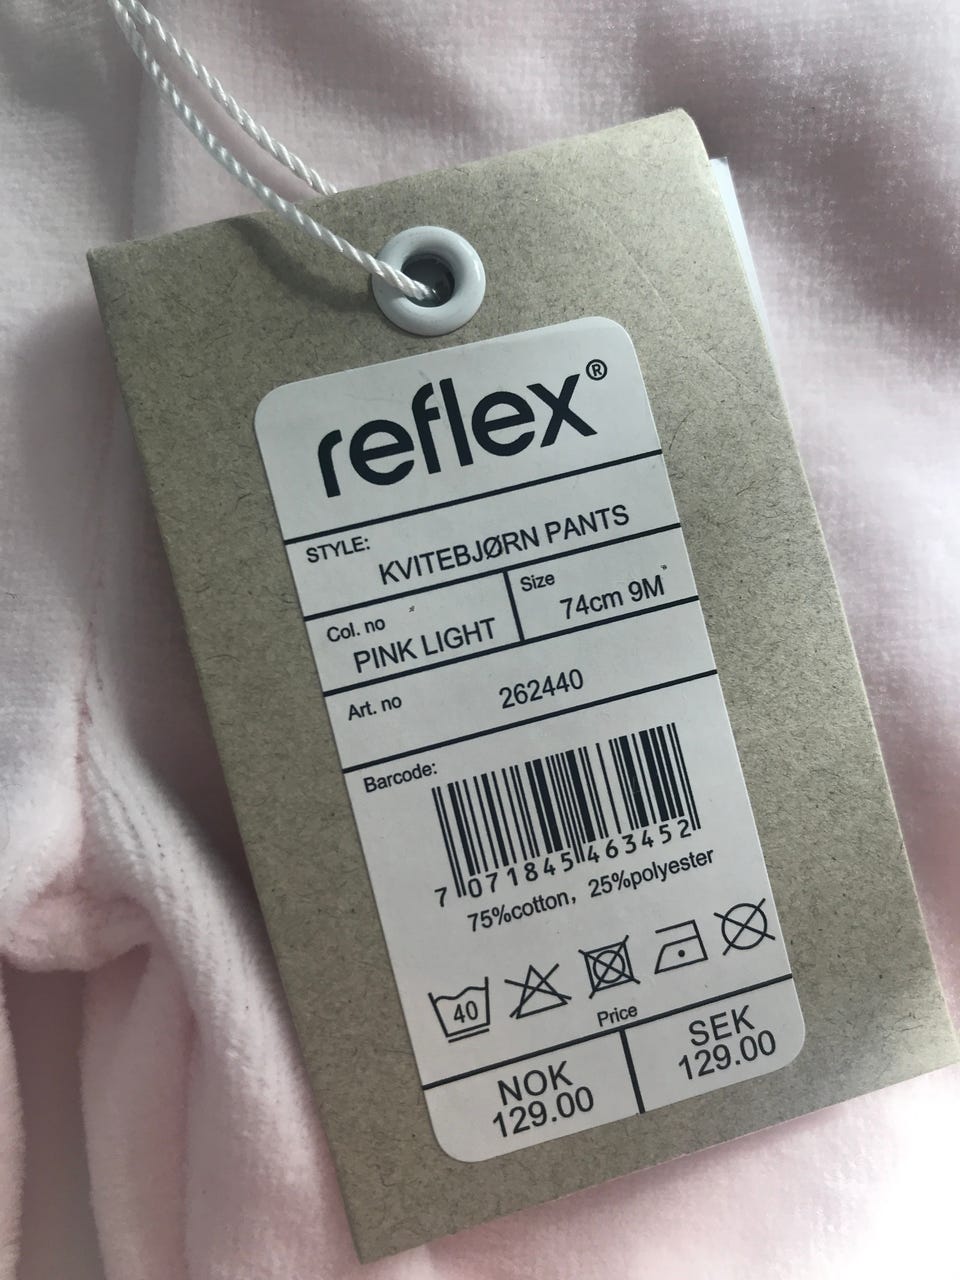 reflex®
STYLE:
KVITEBJØRN PANTS
Col. no
PINK LIGHT
Size
74cm 9M
Art. no 262440
Barcode:
7 071845 463452
75%cotton, 25%polyester
40
Price
NOK
129.00
SEK
129.00